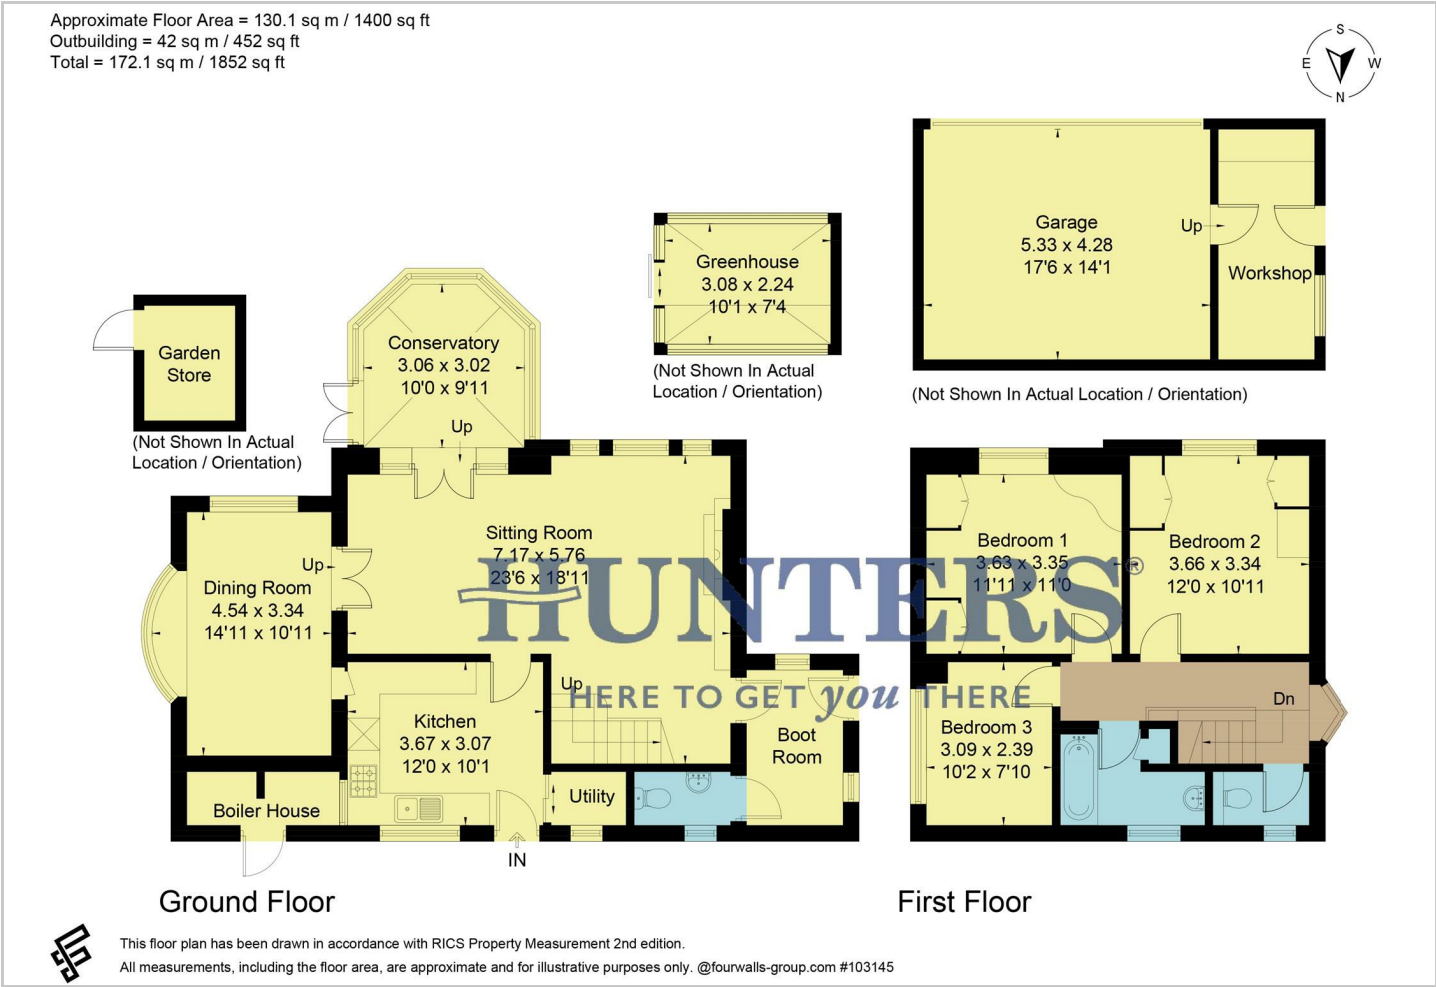 Approximate Floor Area = 130.1 sq m / 1400 sq ft
Outbuilding = 42 sq m / 452 sq ft
Total = 172.1 sq m / 1852 sq ft
S
E
W
N
Garage
5.33 x 4.28
17'6 x 14'1
Up
Workshop
(Not Shown In Actual Location / Orientation)
Greenhouse
3.08 x 2.24
10'1 x 7'4
(Not Shown In Actual
Location / Orientation)
Garden
Store
(Not Shown In Actual
Location / Orientation)
Conservatory
3.06 x 3.02
10'0 x 9'11
Up
Sitting Room
7.17 x 5.76
23'6 x 18'11
Up
Dining Room
4.54 x 3.34
14'11 x 10'11
Up
Kitchen
3.67 x 3.07
12'0 x 10'1
Boot
Room
Utility
Boiler House
IN
Bedroom 1
3.63 x 3.35
11'11 x 11'0
Bedroom 2
3.66 x 3.34
12'0 x 10'11
Bedroom 3
3.09 x 2.39
10'2 x 7'10
Dn
HUNTERS®
HERE TO GET you THERE
Ground Floor
First Floor
This floor plan has been drawn in accordance with RICS Property Measurement 2nd edition.
All measurements, including the floor area, are approximate and for illustrative purposes only. @fourwalls-group.com #103145